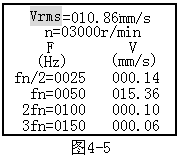 Vrms=010.86mm/s
n=03000r/min
F V
(Hz) (mm/s)
fn/2=0025 000.14
fn=0050 015.36
2fn=0100 000.10
3fn=0150 000.06
图4-5